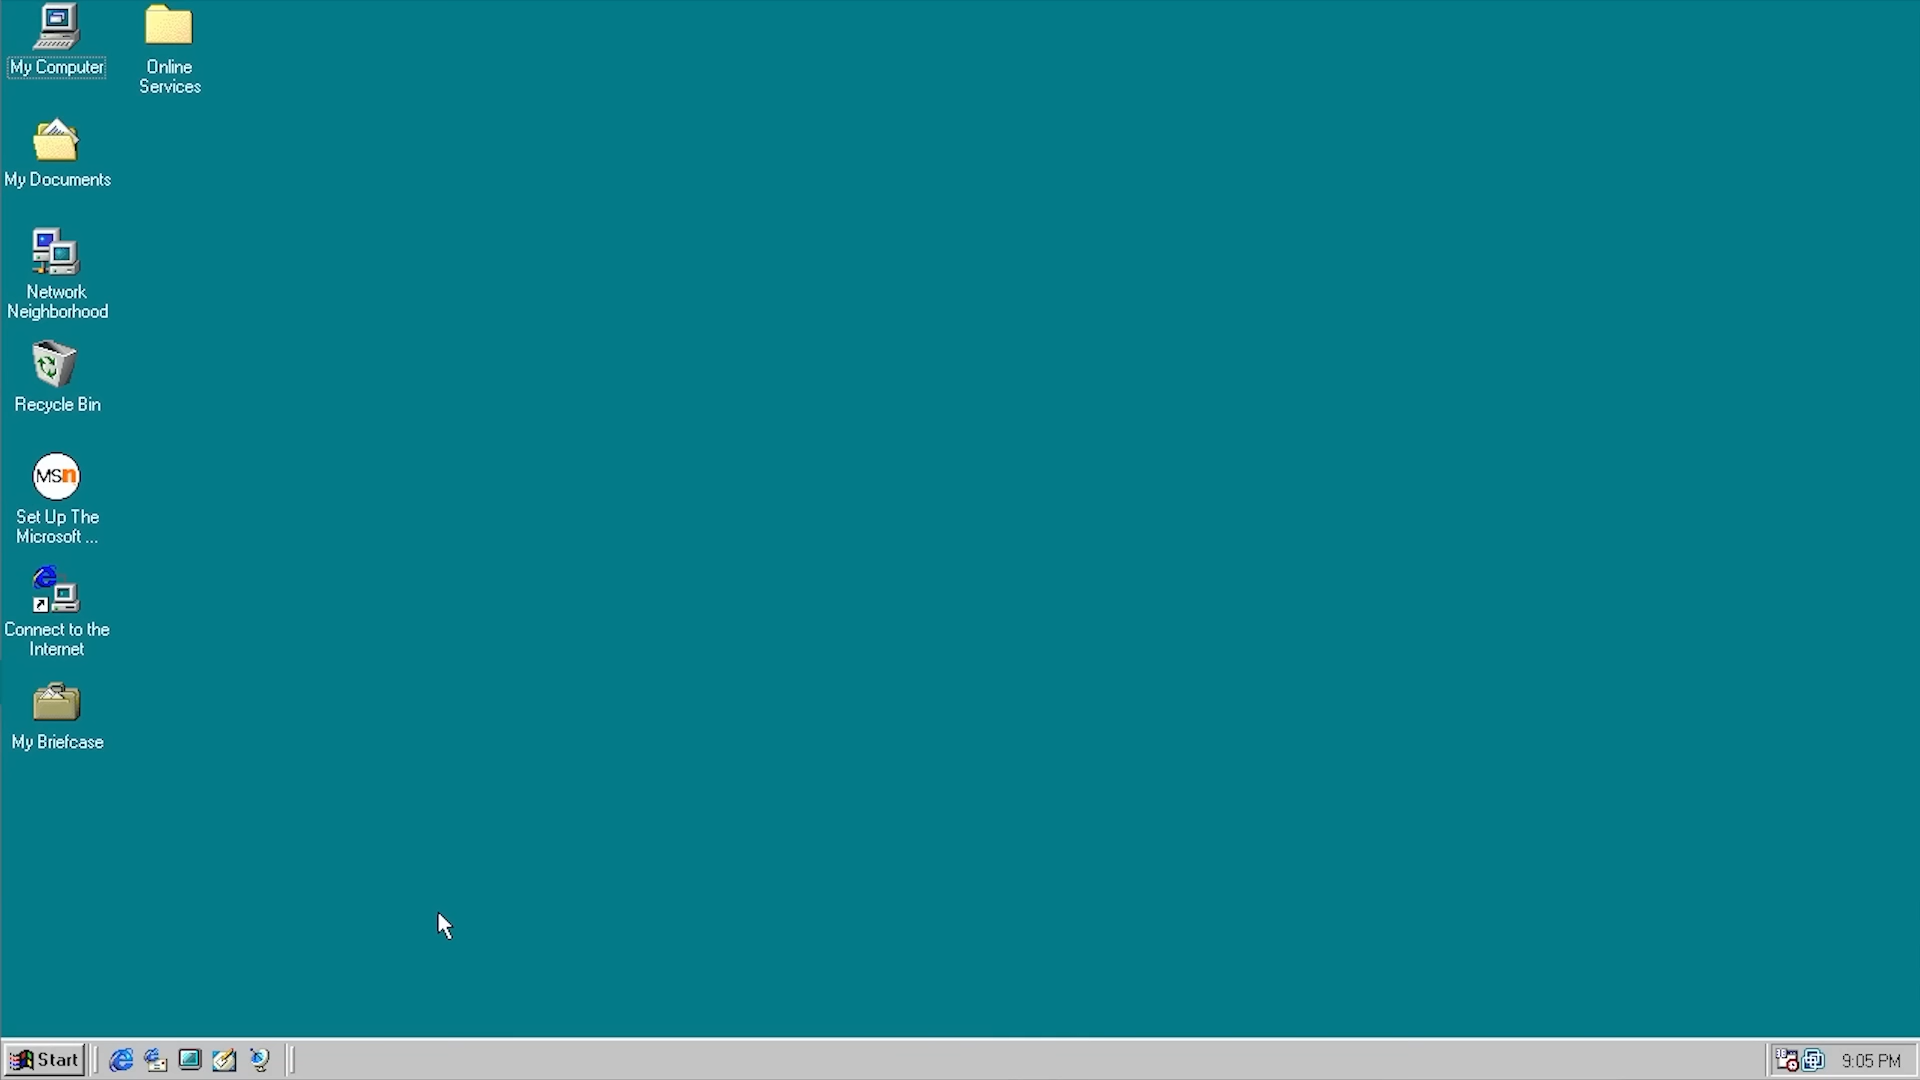 My Computer
Online
Services
My Documents
Network
Neighborhood
Recycle Bin
MSn
Set Up The
Microsoft ...
Connect to the
Internet
My Briefcase
Start
9:05 PM